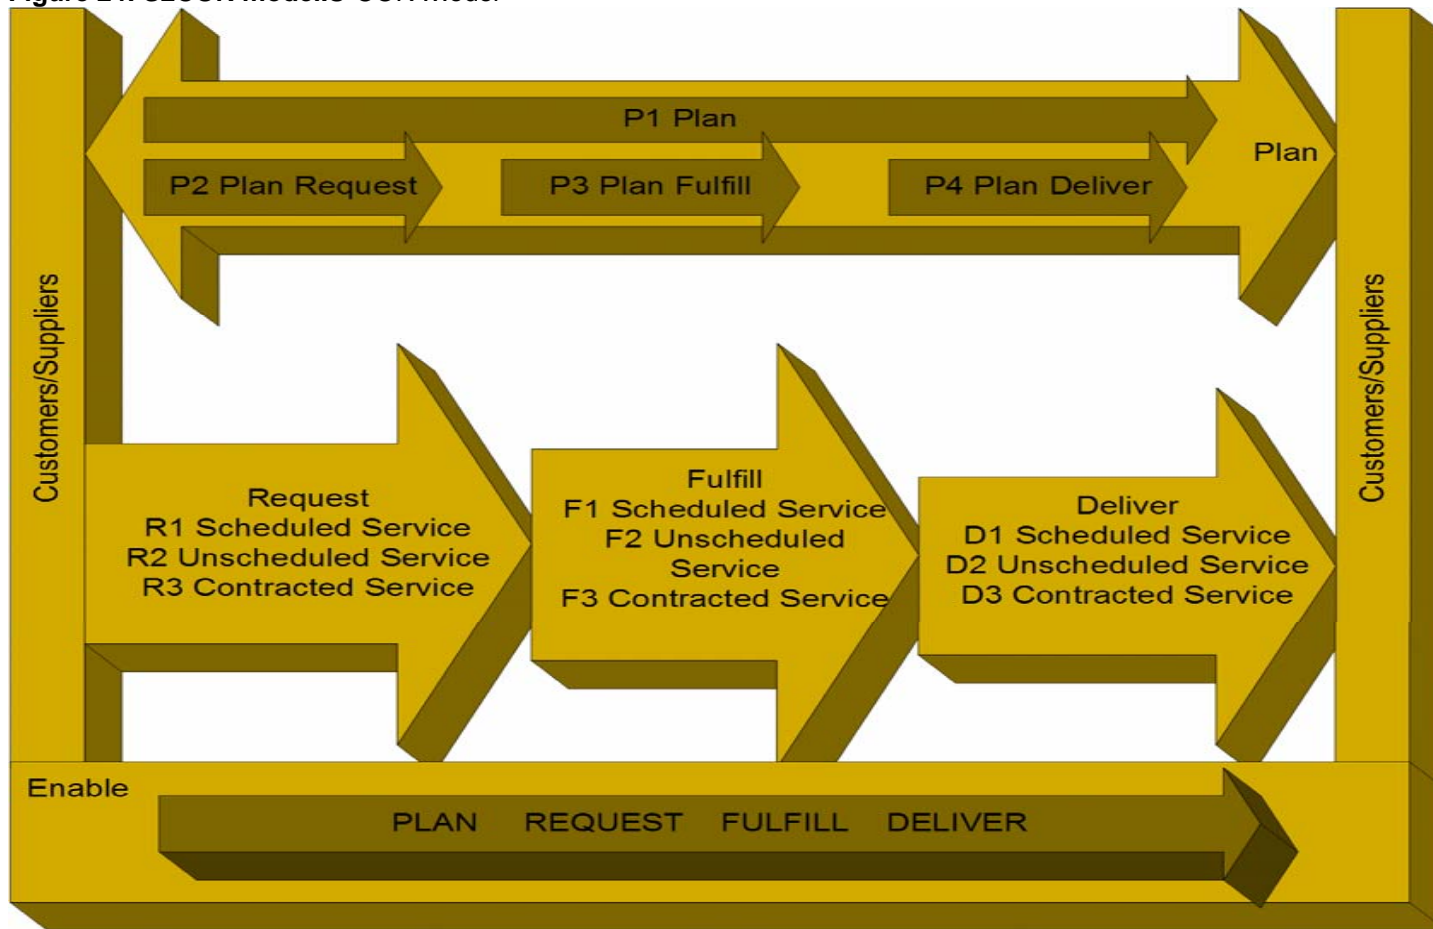 P1 Plan
Plan
P2 Plan Request
P3 Plan Fulfill
P4 Plan Deliver
Customers/Suppliers
Customers/Suppliers
Request
R1 Scheduled Service
R2 Unscheduled Service
R3 Contracted Service
Fulfill
F1 Scheduled Service
F2 Unscheduled
Service
F3 Contracted Service
Deliver
D1 Scheduled Service
D2 Unscheduled Service
D3 Contracted Service
Enable
PLAN REQUEST FULFILL DELIVER